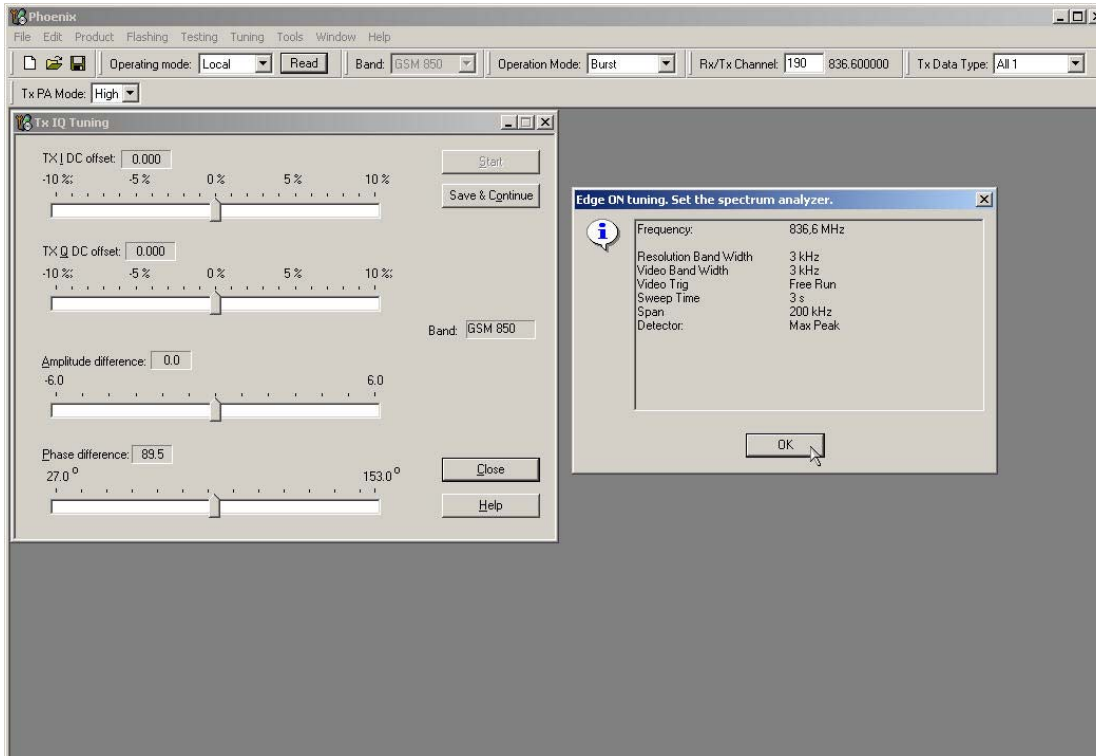 Phoenix
File Edit Product Flashing Testing Tuning Tools Window Help
Operating mode: Local Read Band: GSM 850 Operation Mode: Burst Rx/Tx Channel: 190 836.600000 Tx Data Type: All 1
Tx PA Mode: High
Tx IQ Tuning
TX I DC offset: 0.000
-10 %: -5 % 0 % 5 % 10 %
Start
Save & Continue
TX Q DC offset: 0.000
-10 %: -5 % 0 % 5 % 10 %:
Band: GSM 850
Amplitude difference: 0.0
-6.0 6.0
Phase difference: 89.5
27.0 o 153.0 o
Close
Help
Edge ON tuning. Set the spectrum analyzer.
Frequency: 836,6 MHz
Resolution Band Width 3 kHz
Video Band Width 3 kHz
Video Trig Free Run
Sweep Time 3 s
Span 200 kHz
Detector: Max Peak
OK